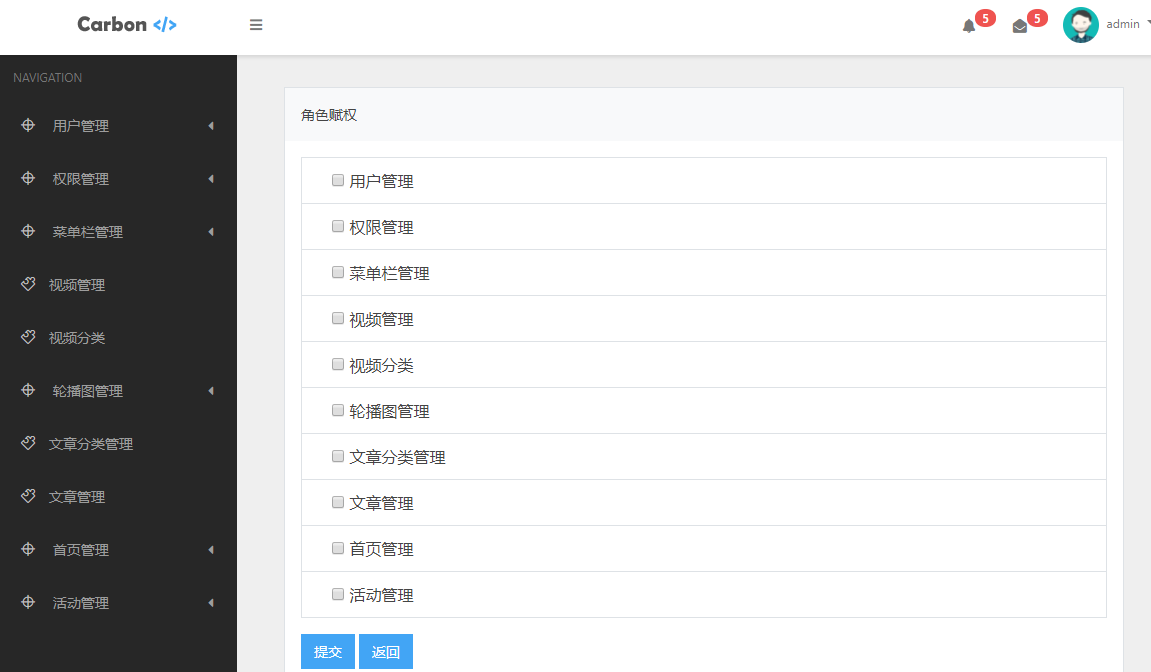 Carbon </>
5
5
admin
NAVIGATION
用户管理
权限管理
菜单栏管理
视频管理
视频分类
轮播图管理
文章分类管理
文章管理
首页管理
活动管理
角色赋权
用户管理
权限管理
菜单栏管理
视频管理
视频分类
轮播图管理
文章分类管理
文章管理
首页管理
活动管理
提交 返回